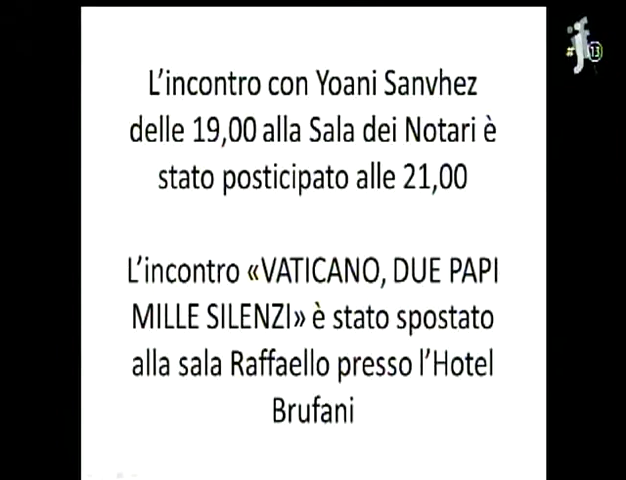 L'incontro con Yoani Sanvhez
delle 19,00 alla Sala dei Notari è
stato posticipato alle 21,00
L'incontro «VATICANO, DUE PAPI
MILLE SILENZI» è stato spostato
alla sala Raffaello presso l'Hotel
Brufani
#ijf13